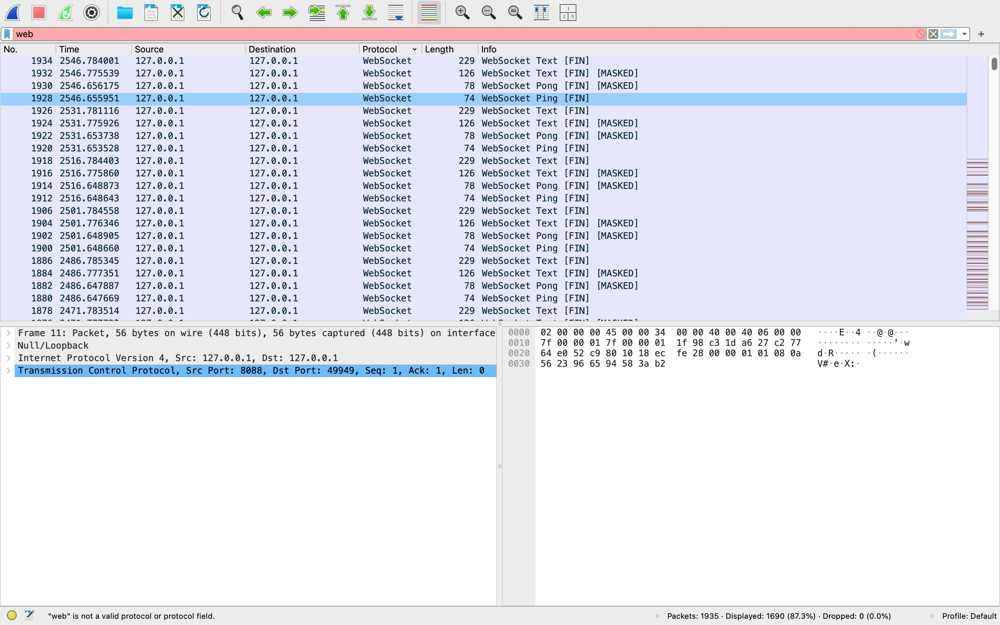 web
No. Time Source Destination Protocol Length Info
1934 2546.784001 127.0.0.1 127.0.0.1 WebSocket 229 WebSocket Text [FIN]
1932 2546.775539 127.0.0.1 127.0.0.1 WebSocket 126 WebSocket Text [FIN] [MASKED]
1930 2546.656175 127.0.0.1 127.0.0.1 WebSocket 78 WebSocket Pong [FIN] [MASKED]
1928 2546.655951 127.0.0.1 127.0.0.1 WebSocket 74 WebSocket Ping [FIN]
1926 2531.781116 127.0.0.1 127.0.0.1 WebSocket 229 WebSocket Text [FIN]
1924 2531.775926 127.0.0.1 127.0.0.1 WebSocket 126 WebSocket Text [FIN] [MASKED]
1922 2531.653738 127.0.0.1 127.0.0.1 WebSocket 78 WebSocket Pong [FIN] [MASKED]
1920 2531.653528 127.0.0.1 127.0.0.1 WebSocket 74 WebSocket Ping [FIN]
1918 2516.784403 127.0.0.1 127.0.0.1 WebSocket 229 WebSocket Text [FIN]
1916 2516.775860 127.0.0.1 127.0.0.1 WebSocket 126 WebSocket Text [FIN] [MASKED]
1914 2516.648873 127.0.0.1 127.0.0.1 WebSocket 78 WebSocket Pong [FIN] [MASKED]
1912 2516.648643 127.0.0.1 127.0.0.1 WebSocket 74 WebSocket Ping [FIN]
1906 2501.784558 127.0.0.1 127.0.0.1 WebSocket 229 WebSocket Text [FIN]
1904 2501.776346 127.0.0.1 127.0.0.1 WebSocket 126 WebSocket Text [FIN] [MASKED]
1902 2501.648905 127.0.0.1 127.0.0.1 WebSocket 78 WebSocket Pong [FIN] [MASKED]
1900 2501.648660 127.0.0.1 127.0.0.1 WebSocket 74 WebSocket Ping [FIN]
1886 2486.785345 127.0.0.1 127.0.0.1 WebSocket 229 WebSocket Text [FIN]
1884 2486.777351 127.0.0.1 127.0.0.1 WebSocket 126 WebSocket Text [FIN] [MASKED]
1882 2486.647887 127.0.0.1 127.0.0.1 WebSocket 78 WebSocket Pong [FIN] [MASKED]
1880 2486.647669 127.0.0.1 127.0.0.1 WebSocket 74 WebSocket Ping [FIN]
1878 2471.783514 127.0.0.1 127.0.0.1 WebSocket 229 WebSocket Text [FIN]
Frame 11: Packet, 56 bytes on wire (448 bits), 56 bytes captured (448 bits) on interface
Null/Loopback
Internet Protocol Version 4, Src: 127.0.0.1, Dst: 127.0.0.1
Transmission Control Protocol, Src Port: 8088, Dst Port: 49949, Seq: 1, Ack: 1, Len: 0
0000 02 00 00 00 45 00 00 34 00 00 40 00 40 06 00 00 ····E··4 ··@·@···
0010 7f 00 00 01 7f 00 00 01 1f 98 c3 1d a6 27 c2 77 ········ ·····'·w
0020 64 e0 52 c9 80 10 18 ec fe 28 00 00 01 01 08 0a d·R····· ·(······
0030 56 23 96 65 94 58 3a b2 V#·e·X:·
"web" is not a valid protocol or protocol field.
Packets: 1935 · Displayed: 1690 (87.3%) · Dropped: 0 (0.0%)
Profile: Default